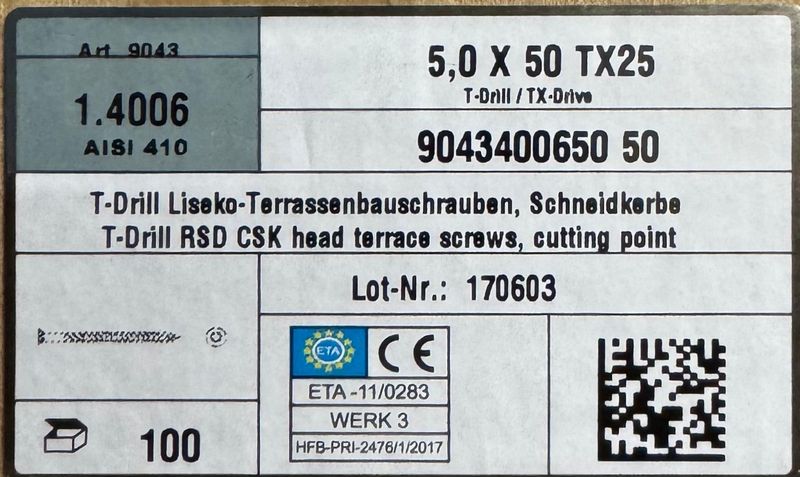 Art 9043
1.4006
AISI 410
5,0 X 50 TX25
T-Drill / TX-Drive
9043400650 50
T-Drill Liseko-Terrassenbauschrauben, Schneidkerbe
T-Drill RSD CSK head terrace screws, cutting point
Lot-Nr.: 170603
ETA CE
ETA -11/0283
WERK 3
HFB-PRI-2476/1/2017
100